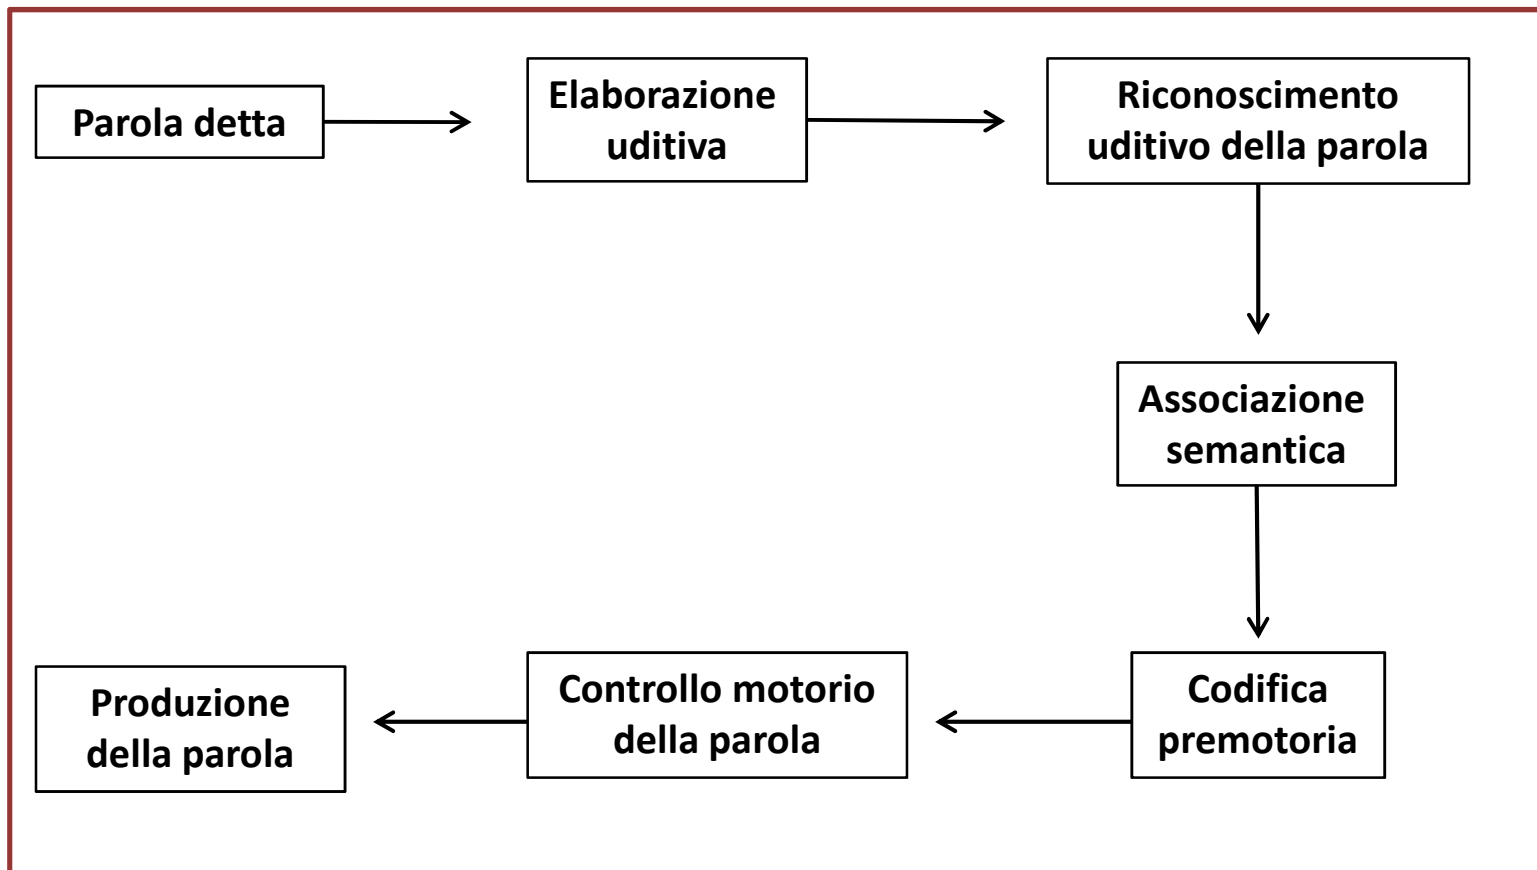 Parola detta
Elaborazione
uditiva
Riconoscimento
uditivo della parola
Associazione
semantica
Codifica
premotoria
Controllo motorio
della parola
Produzione
della parola